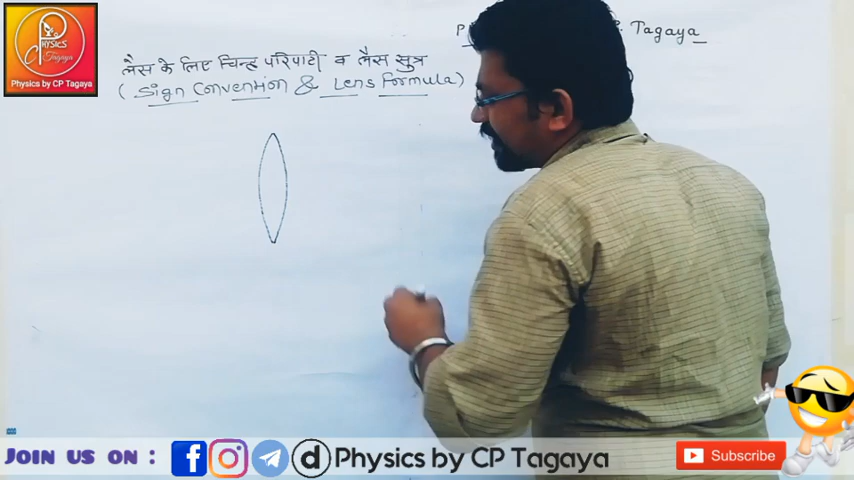 PHYSICS
CP
Tagaya
Physics by CP Tagaya
Tagaya
लैंस के लिए चिन्ह परिपाटी व लैंस सुत्र
( Sign Convention & Lens Formula )
JOIN US ON : Physics by CP Tagaya
Subscribe